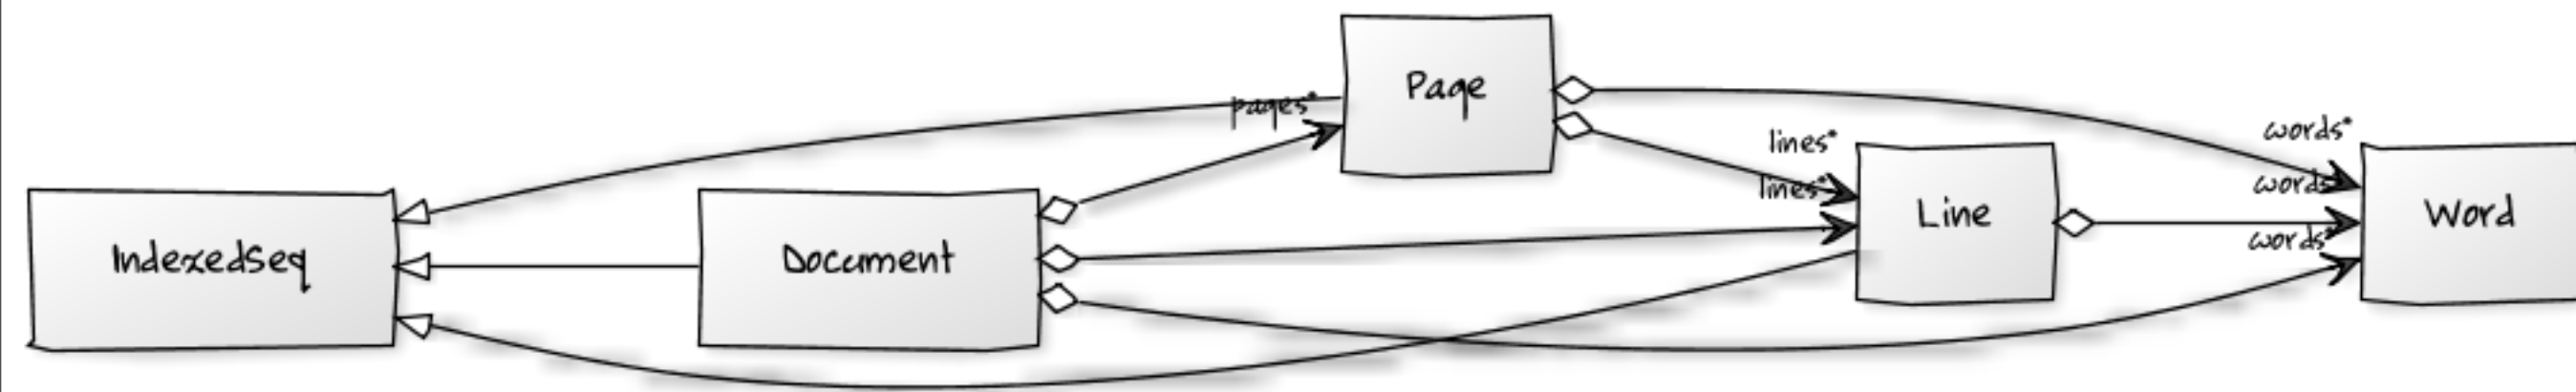 Page
pages*
lines*
words*
lines*
words*
Line
Word
IndexedSeq
Document
words*